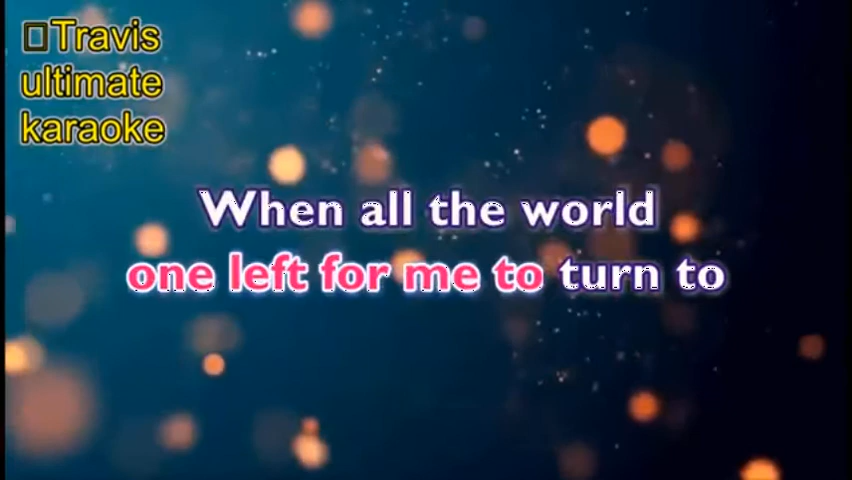 Travis
ultimate
karaoke
When all the world
one left for me to turn to